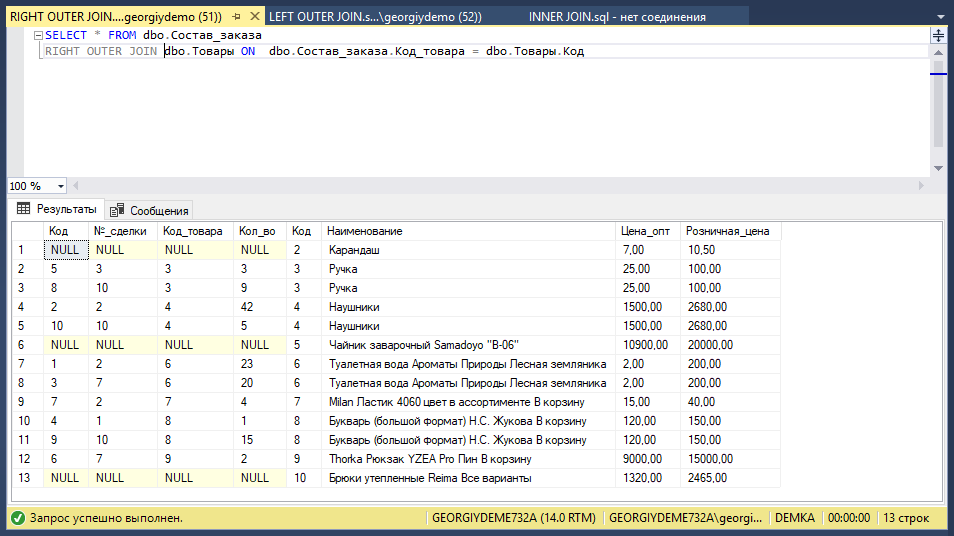 RIGHT OUTER JOIN....georgiydemo (51))
LEFT OUTER JOIN.s...\georgiydemo (52))
INNER JOIN.sql - нет соединения
SELECT * FROM dbo.Состав_заказа
RIGHT OUTER JOIN dbo.Товары ON dbo.Состав_заказа.Код_товара = dbo.Товары.Код
100 %
Результаты Сообщения
Код №_сделки Код_товара Кол_во Код Наименование Цена_опт Розничная_цена
1 NULL NULL NULL NULL 2 Карандаш 7,00 10,50
2 5 3 3 3 3 Ручка 25,00 100,00
3 8 10 3 9 3 Ручка 25,00 100,00
4 2 2 4 42 4 Наушники 1500,00 2680,00
5 10 10 4 5 4 Наушники 1500,00 2680,00
6 NULL NULL NULL NULL 5 Чайник заварочный Samadoyo "B-06" 10900,00 20000,00
7 1 2 6 23 6 Туалетная вода Ароматы Природы Лесная земляника 2,00 200,00
8 3 7 6 20 6 Туалетная вода Ароматы Природы Лесная земляника 2,00 200,00
9 7 2 7 4 7 Milan Ластик 4060 цвет в ассортименте В корзину 15,00 40,00
10 4 1 8 1 8 Букварь (большой формат) Н.С. Жукова В корзину 120,00 150,00
11 9 10 8 15 8 Букварь (большой формат) Н.С. Жукова В корзину 120,00 150,00
12 6 7 9 2 9 Thorka Рюкзак YZEA Pro Пин В корзину 9000,00 15000,00
13 NULL NULL NULL NULL 10 Брюки утепленные Reima Все варианты 1320,00 2465,00
Запрос успешно выполнен. GEORGIYDEME732A (14.0 RTM) GEORGIYDEME732A\georgi... DEMKA 00:00:00 13 строк